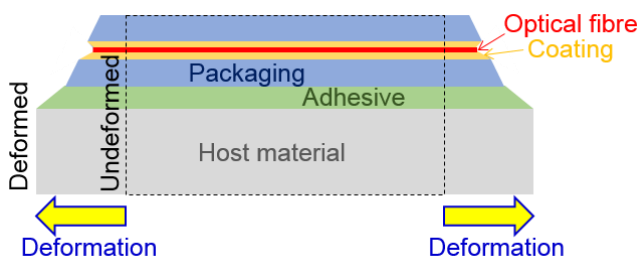 Optical fibre
Coating
Packaging
Adhesive
Host material
Deformed
Undeformed
Deformation
Deformation